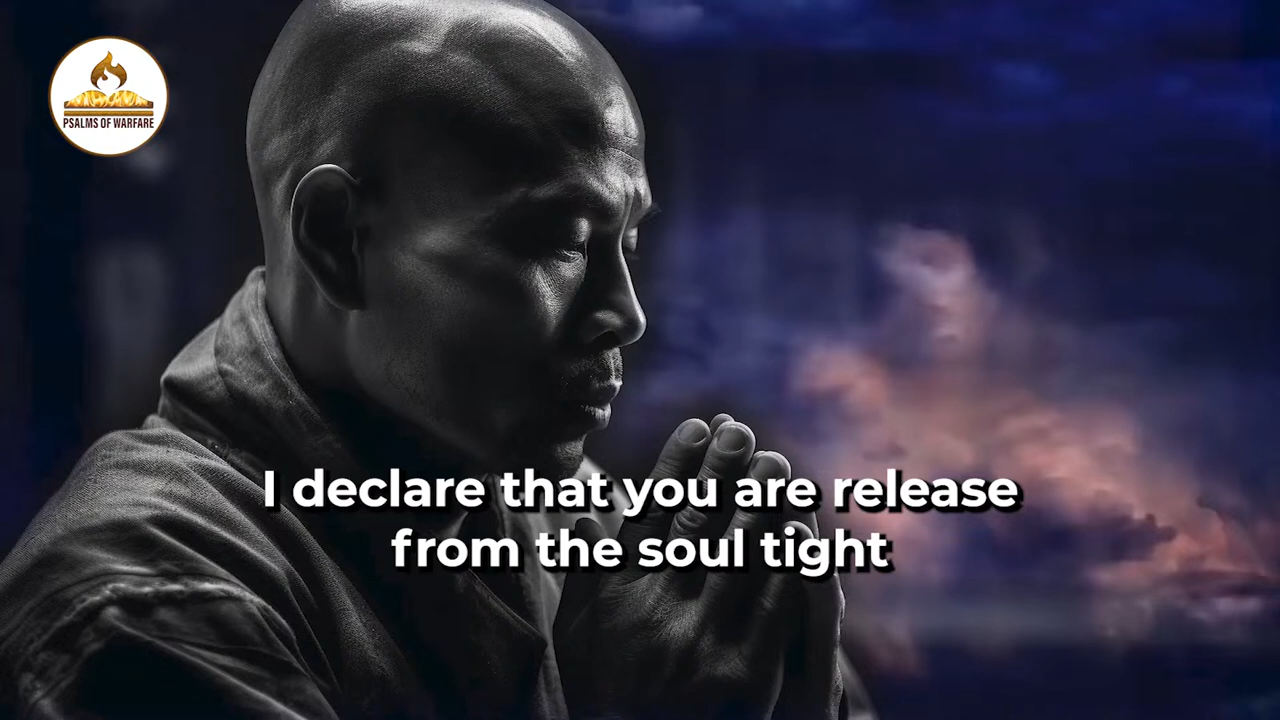 PSALMS OF WARFARE
I declare that you are release
from the soul tight